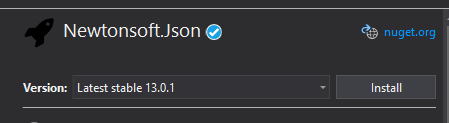 Newtonsoft.Json nuget.org
Version: Latest stable 13.0.1 Install